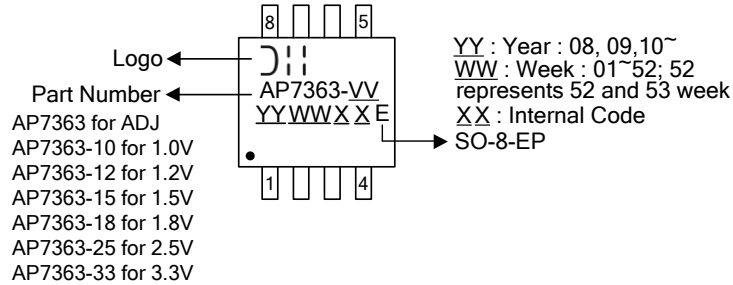 8 5
Logo
Part Number
AP7363 for ADJ
AP7363-10 for 1.0V
AP7363-12 for 1.2V
AP7363-15 for 1.5V
AP7363-18 for 1.8V
AP7363-25 for 2.5V
AP7363-33 for 3.3V
AP7363-VV
YY WW X X E
1 4
YY : Year : 08, 09,10~
WW : Week : 01~52; 52
represents 52 and 53 week
X X : Internal Code
SO-8-EP